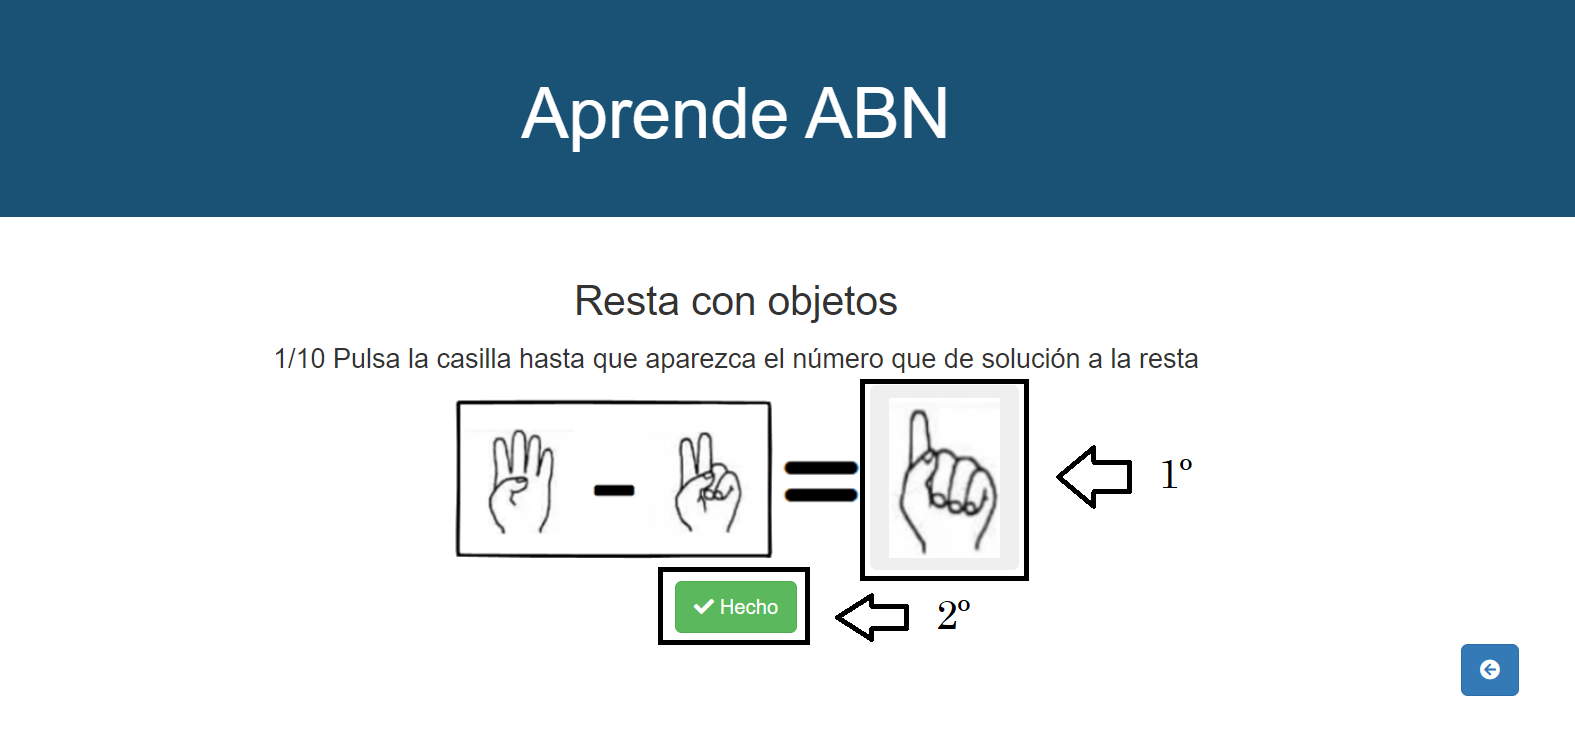 Aprende ABN
Resta con objetos
1/10 Pulsa la casilla hasta que aparezca el número que de solución a la resta
1º
Hecho
2º